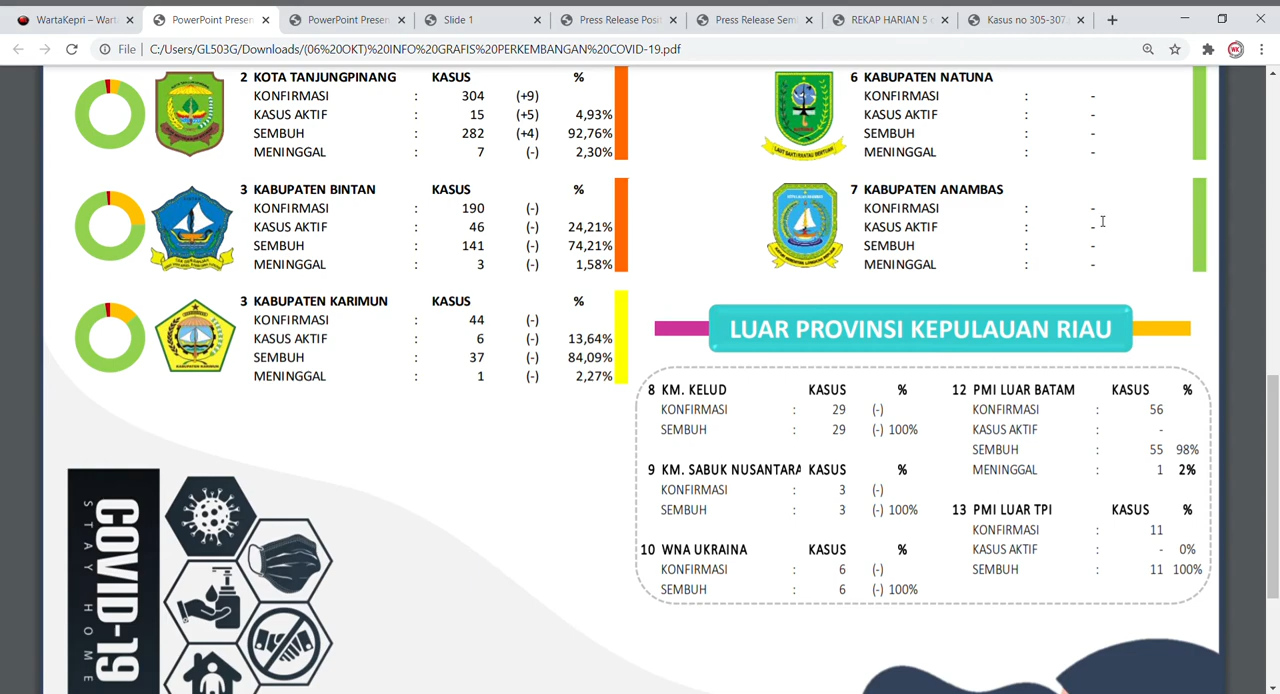 WartaKepri – Warta
PowerPoint Presen
PowerPoint Presen
Slide 1
Press Release Posi
Press Release Sem
REKAP HARIAN 5
Kasus no 305-307.
File
C:/Users/GL503G/Downloads/(06%20OKT)%20INFO%20GRAFIS%20PERKEMBANGAN%20COVID-19.pdf
WK
2 KOTA TANJUNGPINANG KASUS %
KONFIRMASI : 304 (+9)
KASUS AKTIF : 15 (+5) 4,93%
SEMBUH : 282 (+4) 92,76%
MENINGGAL : 7 (-) 2,30%
3 KABUPATEN BINTAN KASUS %
KONFIRMASI : 190 (-)
KASUS AKTIF : 46 (-) 24,21%
SEMBUH : 141 (-) 74,21%
MENINGGAL : 3 (-) 1,58%
3 KABUPATEN KARIMUN KASUS %
KONFIRMASI : 44 (-)
KASUS AKTIF : 6 (-) 13,64%
SEMBUH : 37 (-) 84,09%
MENINGGAL : 1 (-) 2,27%
6 KABUPATEN NATUNA
KONFIRMASI : -
KASUS AKTIF : -
SEMBUH : -
MENINGGAL : -
7 KABUPATEN ANAMBAS
KONFIRMASI : -
KASUS AKTIF : -
SEMBUH : -
MENINGGAL : -
LUAR PROVINSI KEPULAUAN RIAU
8 KM. KELUD KASUS %
KONFIRMASI : 29 (-)
SEMBUH : 29 (-) 100%
9 KM. SABUK NUSANTARA KASUS %
KONFIRMASI : 3 (-)
SEMBUH : 3 (-) 100%
10 WNA UKRAINA KASUS %
KONFIRMASI : 6 (-)
SEMBUH : 6 (-) 100%
12 PMI LUAR BATAM KASUS %
KONFIRMASI : 56
KASUS AKTIF : -
SEMBUH : 55 98%
MENINGGAL : 1 2%
13 PMI LUAR TPI KASUS %
KONFIRMASI : 11
KASUS AKTIF : - 0%
SEMBUH : 11 100%
COVID-19
STAY HOME